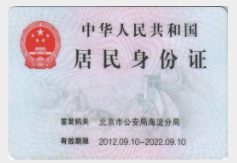 中华人民共和国
居民身份证
签发机关 北京市公安局海淀分局
有效期限 2012.09.10-2022.09.10